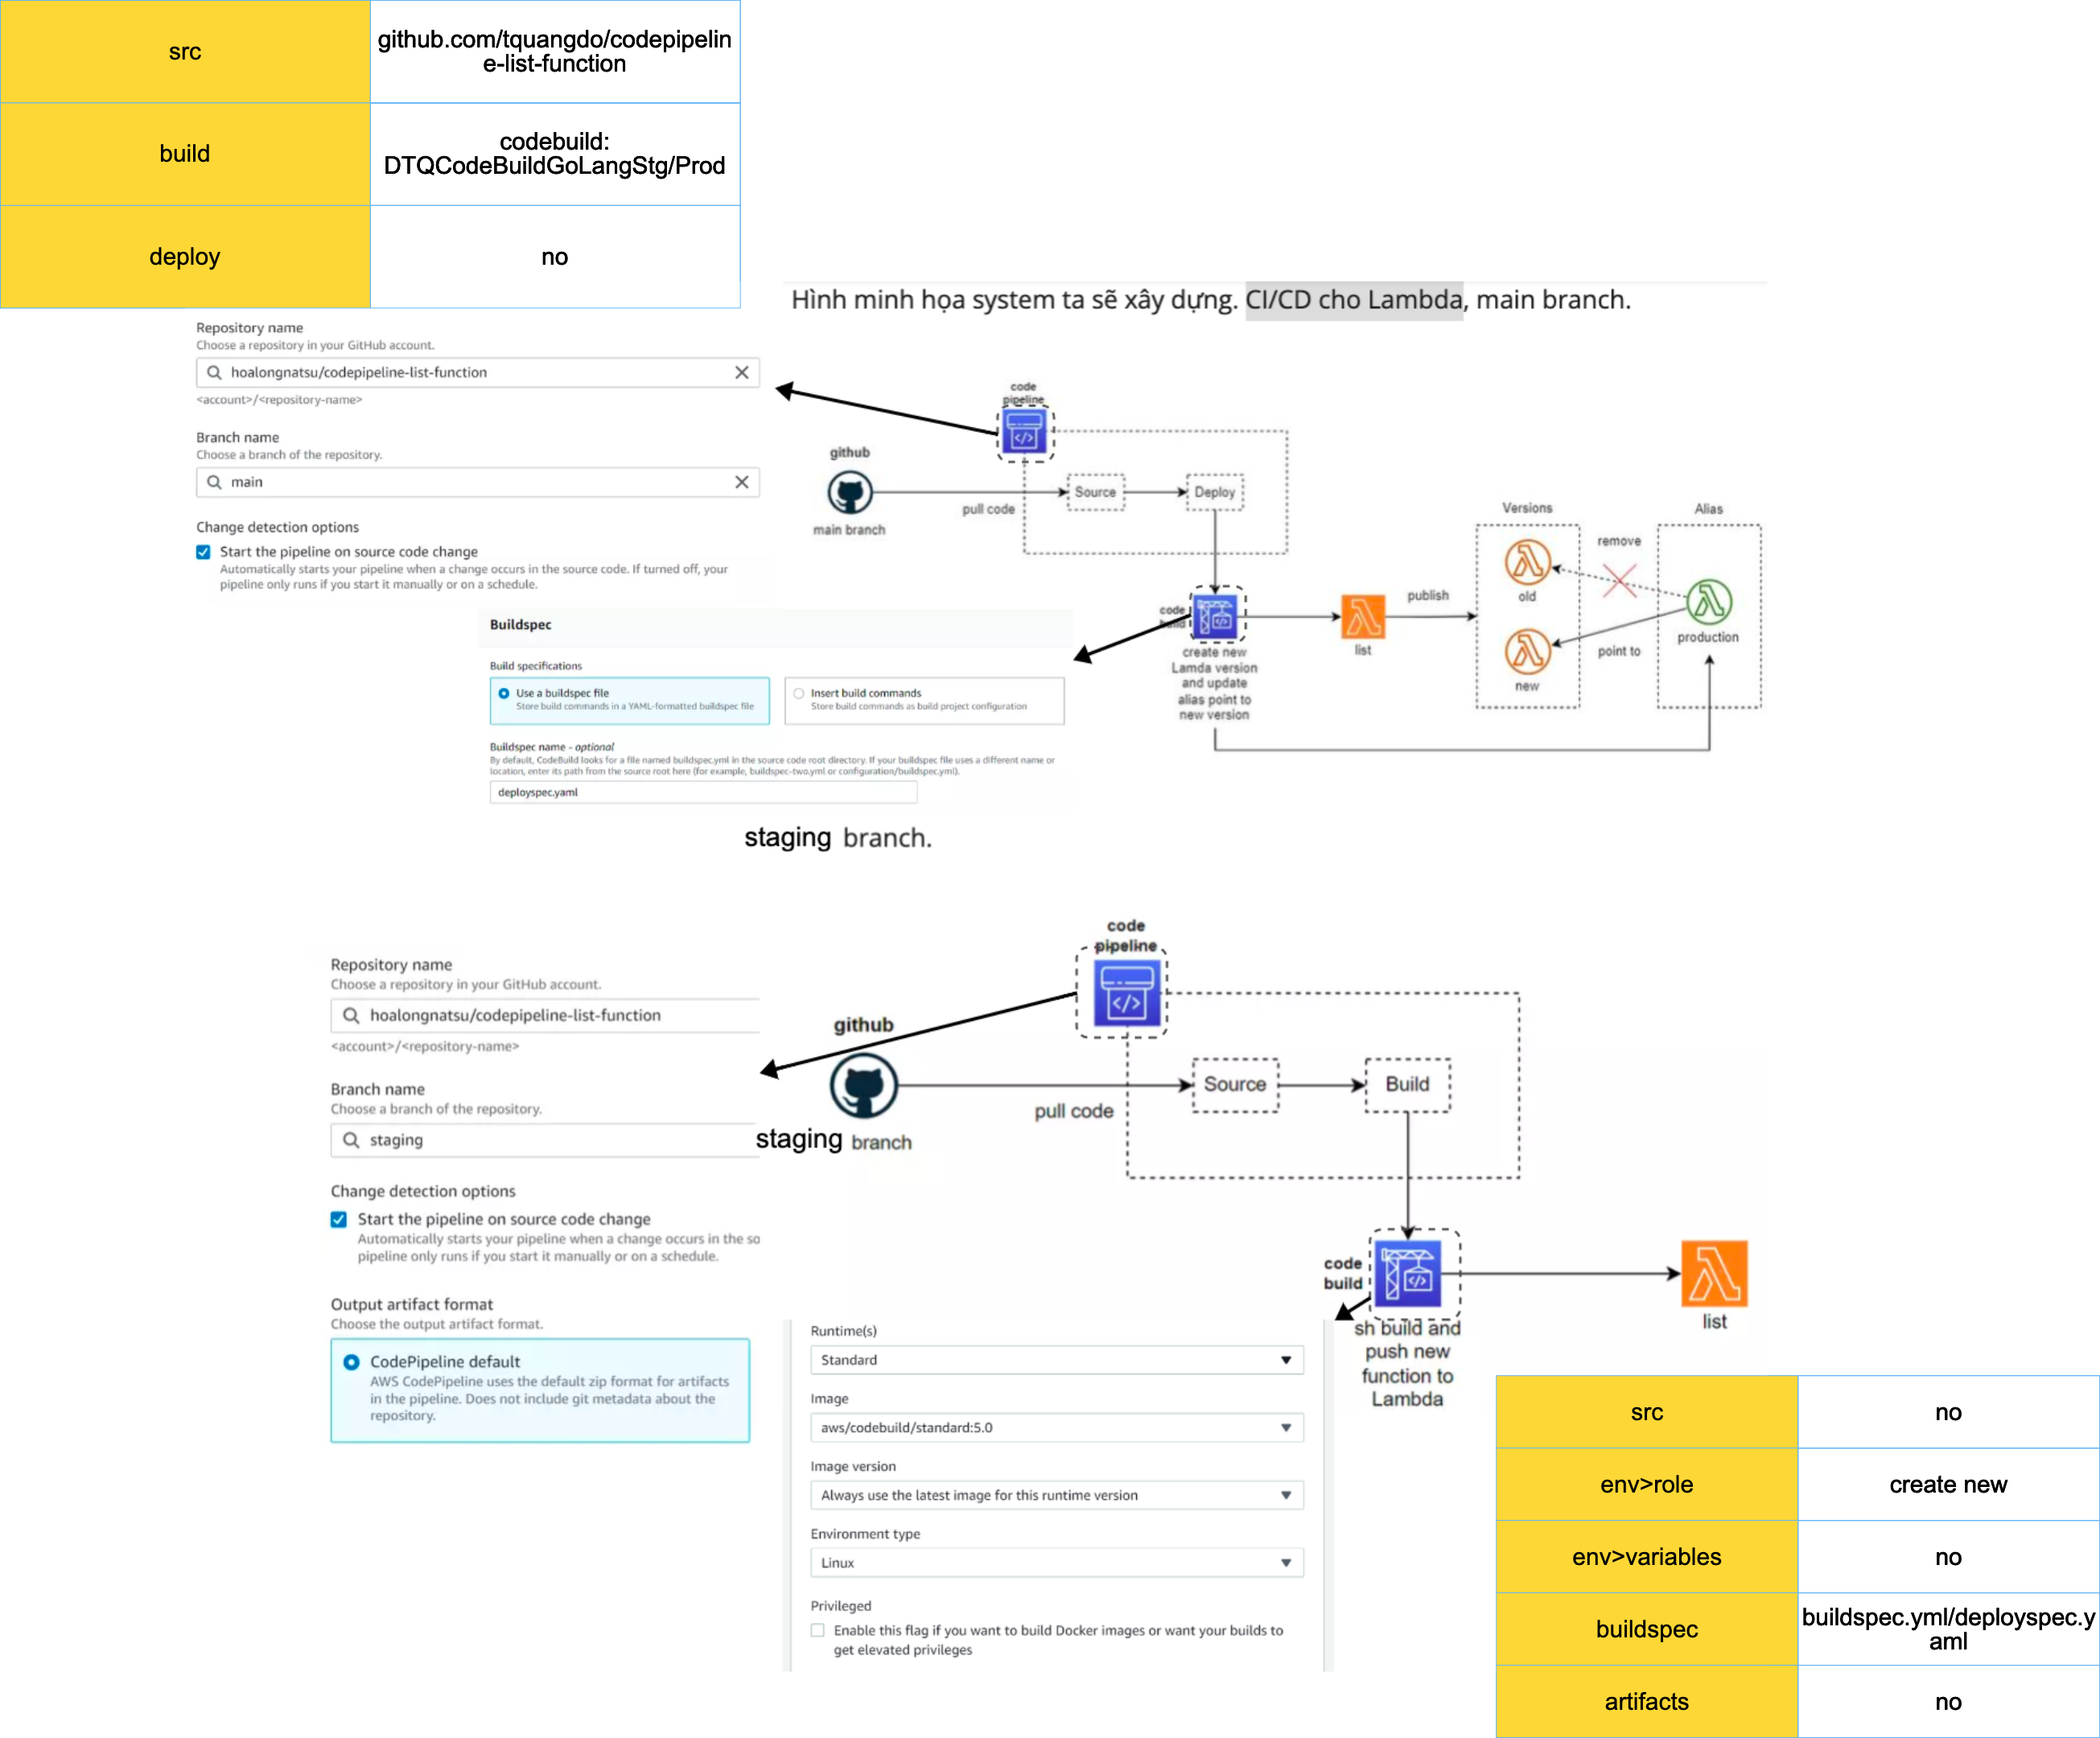 src
github.com/tquangdo/codepipelin
e-list-function
build
codebuild:
DTQCodeBuildGoLangStg/Prod
deploy
no
Hình minh họa system ta sẽ xây dựng. CI/CD cho Lambda, main branch.
Repository name
Choose a repository in your GitHub account.
hoalongnatsu/codepipeline-list-function
<account>/<repository-name>
Branch name
Choose a branch of the repository.
main
Change detection options
Start the pipeline on source code change
Automatically starts your pipeline when a change occurs in the source code. If turned off, your
pipeline only runs if you start it manually or on a schedule.
code
pipeline
github
main branch
pull code
Source
Deploy
code
build
create new
Lamda version
and update
alias point to
new version
list
publish
Versions
old
new
remove
point to
Alias
production
Buildspec
Build specifications
Use a buildspec file
Store build commands in a YAML-formatted buildspec file
Insert build commands
Store build commands as build project configuration
Buildspec name - optional
By default, CodeBuild looks for a file named buildspec.yml in the source code root directory. If your buildspec file uses a different name or
location, enter its path from the source root here (for example, buildspec-two.yml or configuration/buildspec.yml).
deployspec.yaml
staging branch.
Repository name
Choose a repository in your GitHub account.
hoalongnatsu/codepipeline-list-function
<account>/<repository-name>
Branch name
Choose a branch of the repository.
staging
Change detection options
Start the pipeline on source code change
Automatically starts your pipeline when a change occurs in the so
pipeline only runs if you start it manually or on a schedule.
Output artifact format
Choose the output artifact format.
CodePipeline default
AWS CodePipeline uses the default zip format for artifacts
in the pipeline. Does not include git metadata about the
repository.
code
pipeline
github
staging branch
pull code
Source
Build
code
build
sh build and
push new
function to
Lambda
list
Runtime(s)
Standard
Image
aws/codebuild/standard:5.0
Image version
Always use the latest image for this runtime version
Environment type
Linux
Privileged
Enable this flag if you want to build Docker images or want your builds to
get elevated privileges
src
no
env>role
create new
env>variables
no
buildspec
buildspec.yml/deployspec.y
aml
artifacts
no